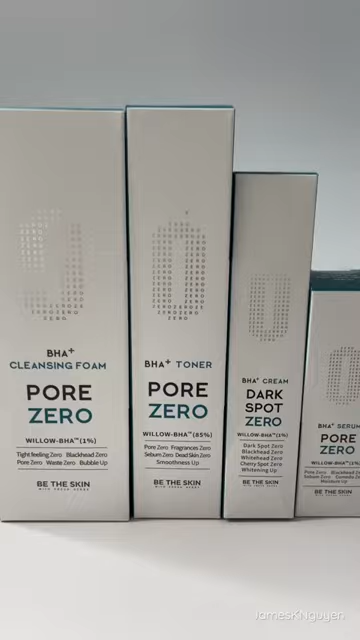 BHA+
CLEANSING FOAM
PORE
ZERO
WILLOW-BHA™(1%)
Tight feeling Zero Blackhead Zero
Pore Zero Waste Zero Bubble Up
BE THE SKIN
BHA+ TONER
PORE
ZERO
WILLOW-BHA™(85%)
Pore Zero Fragrances Zero
Sebum Zero Dead Skin Zero
Smoothness Up
BE THE SKIN
BHA+ CREAM
DARK
SPOT
ZERO
WILLOW-BHA™(1%)
Dark Spot Zero
Blackhead Zero
Whitehead Zero
Cherry Spot Zero
Whitening Up
BE THE SKIN
BHA+ SERUM
PORE
ZERO
WILLOW-BHA™(1%)
Pore Zero
Sebum Zero
Moisture Up
BE THE SKIN
JamesKNguyen